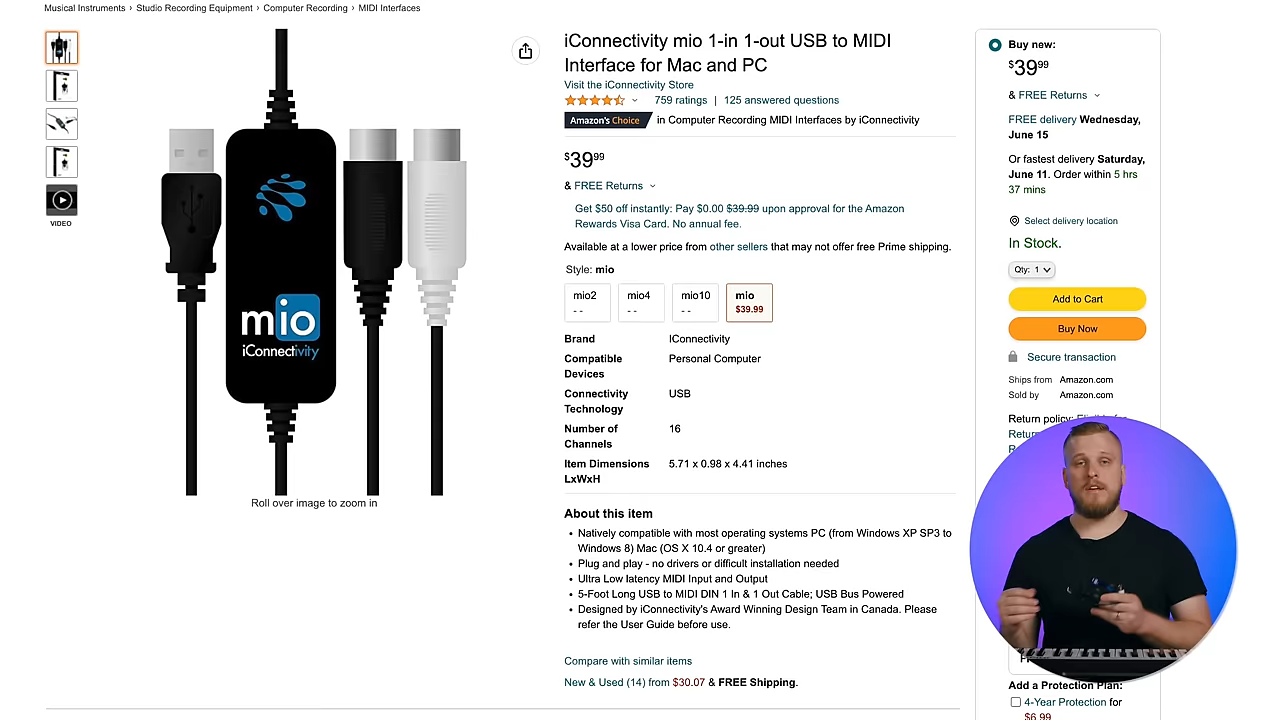 Musical Instruments › Studio Recording Equipment › Computer Recording › MIDI Interfaces
VIDEO
mio
iConnectivity
Roll over image to zoom in
iConnectivity mio 1-in 1-out USB to MIDI
Interface for Mac and PC
Visit the iConnectivity Store
759 ratings | 125 answered questions
Amazon's Choice in Computer Recording MIDI Interfaces by iConnectivity
$3999
& FREE Returns
Get $50 off instantly: Pay $0.00 $39.99 upon approval for the Amazon
Rewards Visa Card. No annual fee.
Available at a lower price from other sellers that may not offer free Prime shipping.
Style: mio
mio2 mio4 mio10 mio
- - - - - - $39.99
Brand IConnectivity
Compatible Personal Computer
Devices
Connectivity USB
Technology
Number of 16
Channels
Item Dimensions 5.71 x 0.98 x 4.41 inches
LxWxH
About this item
• Natively compatible with most operating systems PC (from Windows XP SP3 to
Windows 8) Mac (OS X 10.4 or greater)
• Plug and play - no drivers or difficult installation needed
• Ultra Low latency MIDI Input and Output
• 5-Foot Long USB to MIDI DIN 1 In & 1 Out Cable; USB Bus Powered
• Designed by iConnectivity's Award Winning Design Team in Canada. Please
refer the User Guide before use.
Compare with similar items
New & Used (14) from $30.07 & FREE Shipping.
Buy new:
$3999
& FREE Returns
FREE delivery Wednesday,
June 15
Or fastest delivery Saturday,
June 11. Order within 5 hrs
37 mins
Select delivery location
In Stock.
Qty: 1
Add to Cart
Buy Now
Secure transaction
Ships from Amazon.com
Sold by Amazon.com
Return policy:
Add a Protection Plan:
4-Year Protection for
$6.99